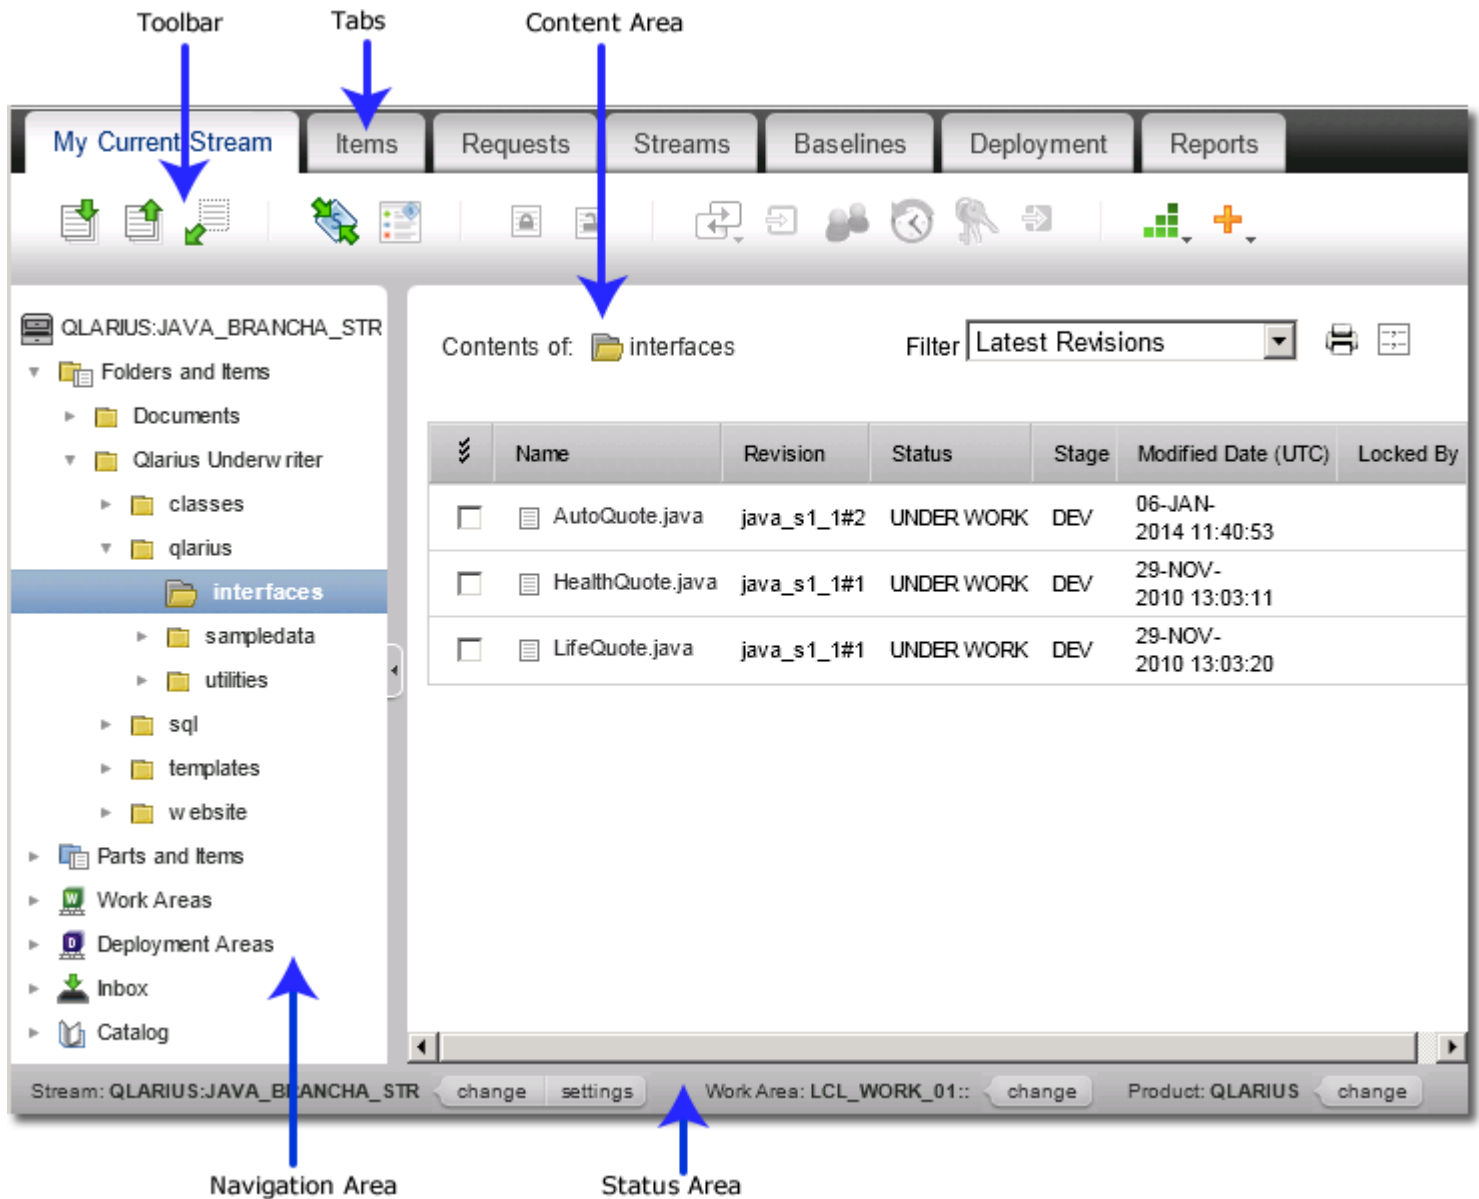 Toolbar Tabs Content Area
My Current Stream Items Requests Streams Baselines Deployment Reports
QLARIUS:JAVA_BRANCHA_STR
Folders and Items
Documents
Qlarius Underwriter
classes
qlarius
interfaces
sampledata
utilities
sql
templates
website
Parts and Items
Work Areas
Deployment Areas
Inbox
Catalog
Contents of: interfaces Filter Latest Revisions
Name Revision Status Stage Modified Date (UTC) Locked By
AutoQuote.java java_s1_1#2 UNDER WORK DEV 06-JAN-
2014 11:40:53
HealthQuote.java java_s1_1#1 UNDER WORK DEV 29-NOV-
2010 13:03:11
LifeQuote.java java_s1_1#1 UNDER WORK DEV 29-NOV-
2010 13:03:20
Stream: QLARIUS:JAVA_BRANCHA_STR change settings Work Area: LCL_WORK_01:: change Product: QLARIUS change
Navigation Area Status Area